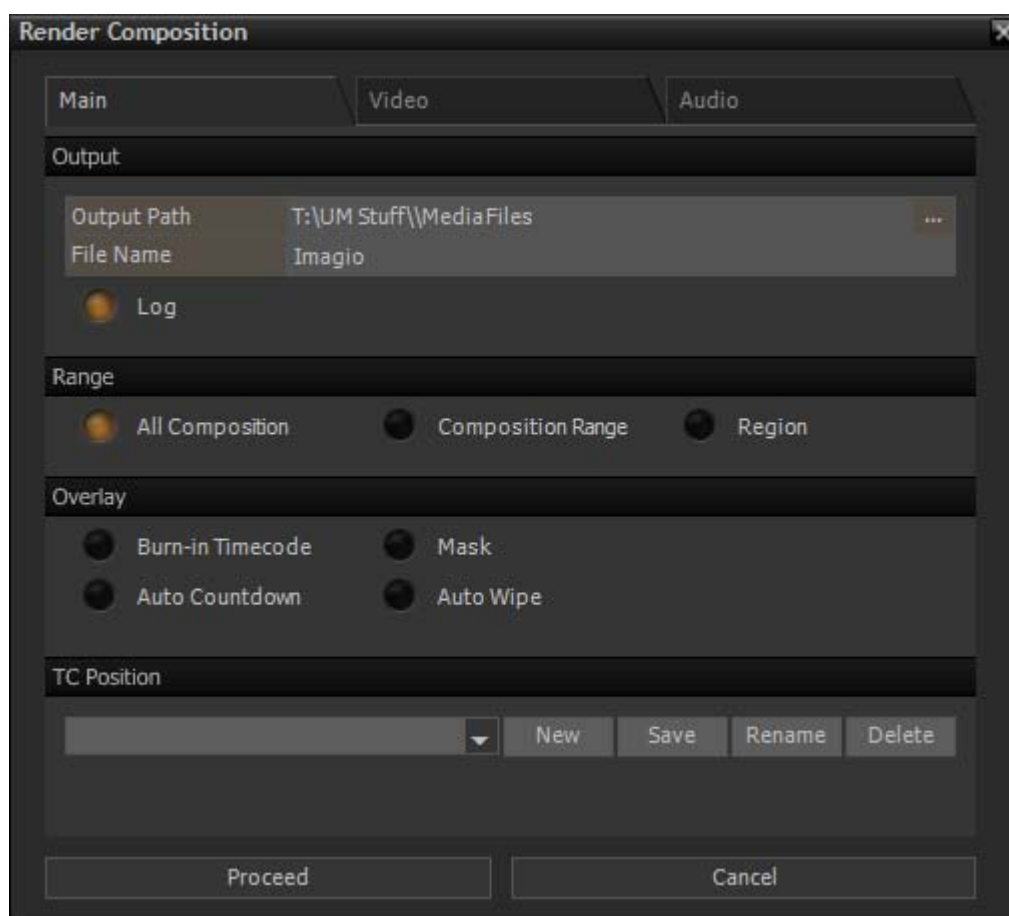 Render Composition
Main Video Audio
Output
Output Path T:\UM Stuff\\MediaFiles ...
File Name Imagio
Log
Range
All Composition Composition Range Region
Overlay
Burn-in Timecode Mask
Auto Countdown Auto Wipe
TC Position
New Save Rename Delete
Proceed Cancel